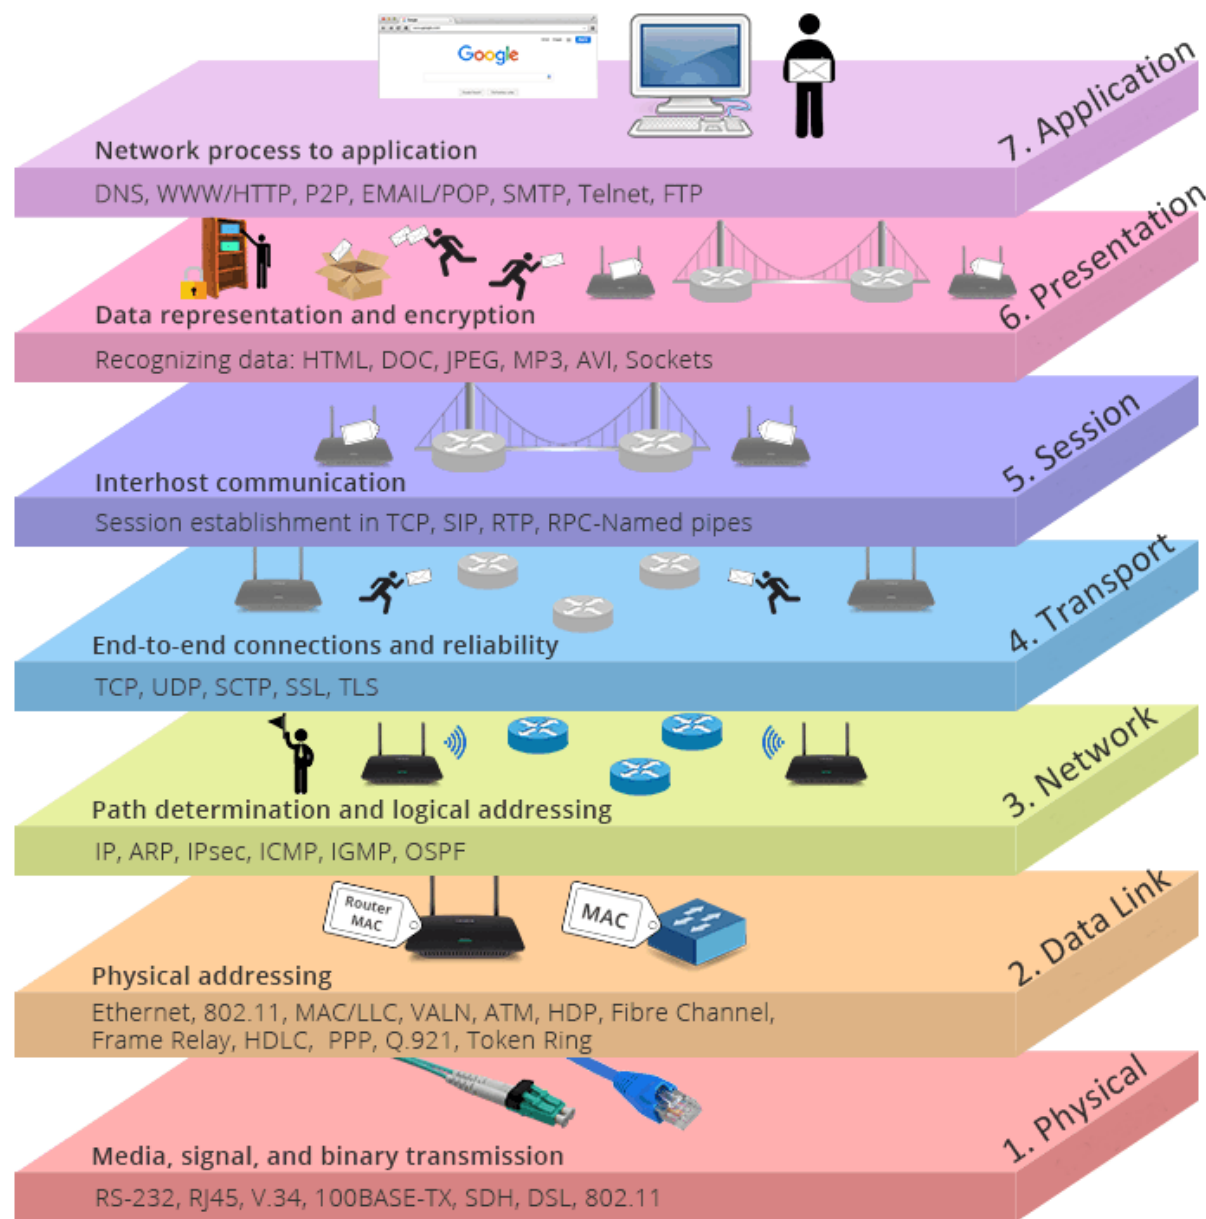 Google
7. Application
Network process to application
DNS, WWW/HTTP, P2P, EMAIL/POP, SMTP, Telnet, FTP
6. Presentation
Data representation and encryption
Recognizing data: HTML, DOC, JPEG, MP3, AVI, Sockets
5. Session
Interhost communication
Session establishment in TCP, SIP, RTP, RPC-Named pipes
4. Transport
End-to-end connections and reliability
TCP, UDP, SCTP, SSL, TLS
3. Network
Path determination and logical addressing
IP, ARP, IPsec, ICMP, IGMP, OSPF
2. Data Link
Router
MAC
MAC
Physical addressing
Ethernet, 802.11, MAC/LLC, VALN, ATM, HDP, Fibre Channel,
Frame Relay, HDLC, PPP, Q.921, Token Ring
1. Physical
Media, signal, and binary transmission
RS-232, RJ45, V.34, 100BASE-TX, SDH, DSL, 802.11